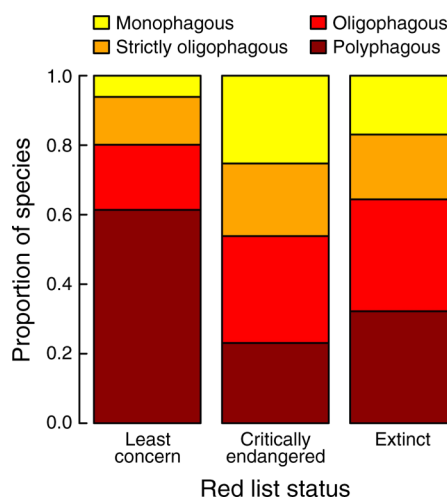 Monophagous
Oligophagous
Strictly oligophagous
Polyphagous
Proportion of species
1.0
0.8
0.6
0.4
0.2
0.0
Least
concern
Critically
endangered
Extinct
Red list status